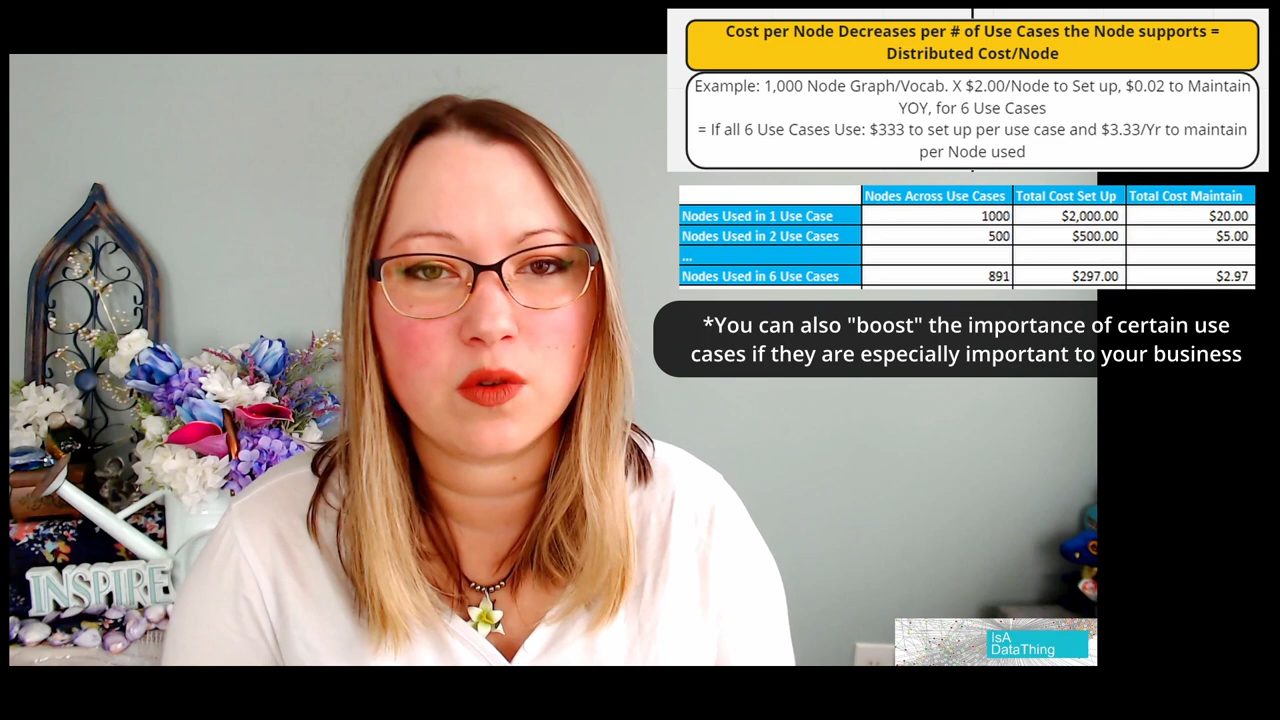 Cost per Node Decreases per # of Use Cases the Node supports =
Distributed Cost/Node
Example: 1,000 Node Graph/Vocab. X $2.00/Node to Set up, $0.02 to Maintain
YOY, for 6 Use Cases
= If all 6 Use Cases Use: $333 to set up per use case and $3.33/Yr to maintain
per Node used
Nodes Across Use Cases Total Cost Set Up Total Cost Maintain
Nodes Used in 1 Use Case 1000 $2,000.00 $20.00
Nodes Used in 2 Use Cases 500 $500.00 $5.00
...
Nodes Used in 6 Use Cases 891 $297.00 $2.97
*You can also "boost" the importance of certain use
cases if they are especially important to your business
INSPIRE
IsA
DataThing